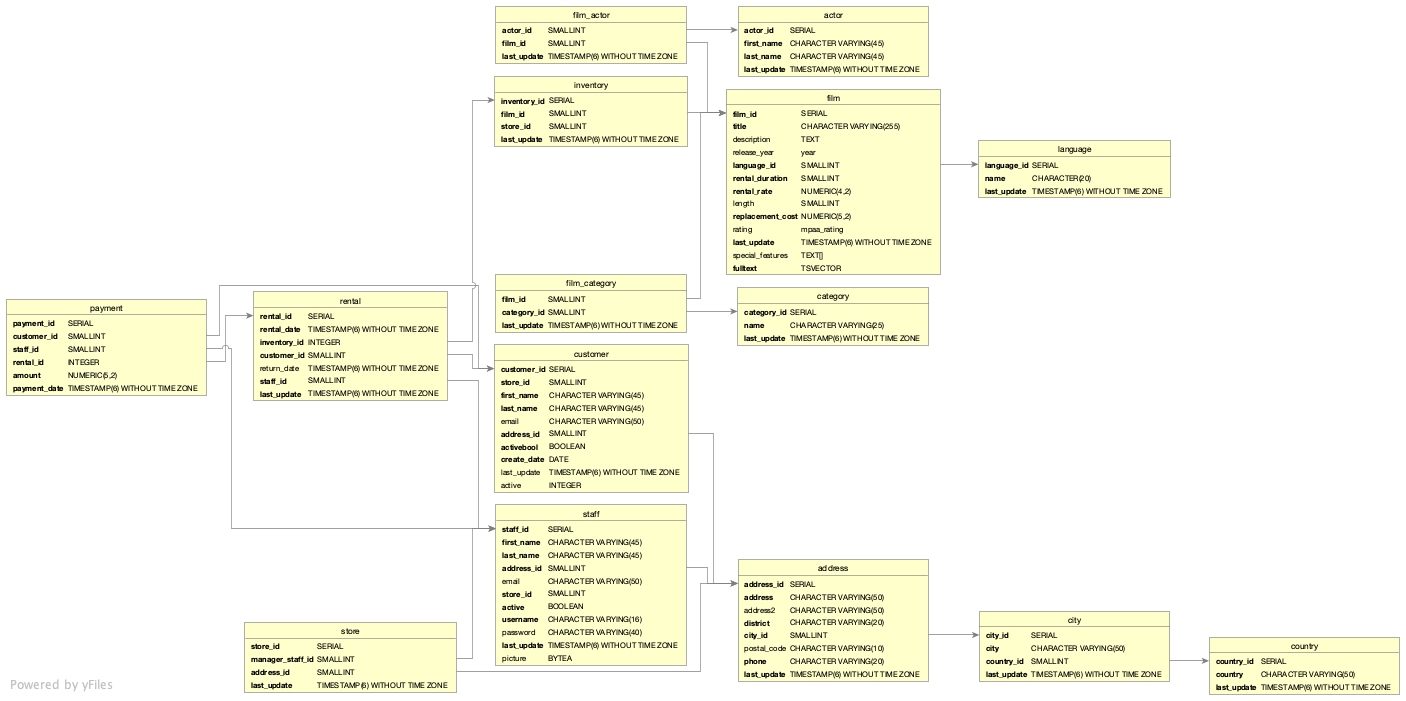 film_actor
actor_id SMALLINT
film_id SMALLINT
last_update TIMESTAMP(6) WITHOUT TIME ZONE
actor
actor_id SERIAL
first_name CHARACTER VARYING(45)
last_name CHARACTER VARYING(45)
last_update TIMESTAMP(6) WITHOUT TIME ZONE
inventory
inventory_id SERIAL
film_id SMALLINT
store_id SMALLINT
last_update TIMESTAMP(6) WITHOUT TIME ZONE
film
film_id SERIAL
title CHARACTER VARYING(255)
description TEXT
release_year year
language_id SMALLINT
rental_duration SMALLINT
rental_rate NUMERIC(4,2)
length SMALLINT
replacement_cost NUMERIC(5,2)
rating mpaa_rating
last_update TIMESTAMP(6) WITHOUT TIME ZONE
special_features TEXT[]
fulltext TSVECTOR
language
language_id SERIAL
name CHARACTER(20)
last_update TIMESTAMP(6) WITHOUT TIME ZONE
payment
payment_id SERIAL
customer_id SMALLINT
staff_id SMALLINT
rental_id INTEGER
amount NUMERIC(5,2)
payment_date TIMESTAMP(6) WITHOUT TIME ZONE
rental
rental_id SERIAL
rental_date TIMESTAMP(6) WITHOUT TIME ZONE
inventory_id INTEGER
customer_id SMALLINT
return_date TIMESTAMP(6) WITHOUT TIME ZONE
staff_id SMALLINT
last_update TIMESTAMP(6) WITHOUT TIME ZONE
film_category
film_id SMALLINT
category_id SMALLINT
last_update TIMESTAMP(6) WITHOUT TIME ZONE
category
category_id SERIAL
name CHARACTER VARYING(25)
last_update TIMESTAMP(6) WITHOUT TIME ZONE
customer
customer_id SERIAL
store_id SMALLINT
first_name CHARACTER VARYING(45)
last_name CHARACTER VARYING(45)
email CHARACTER VARYING(50)
address_id SMALLINT
activebool BOOLEAN
create_date DATE
last_update TIMESTAMP(6) WITHOUT TIME ZONE
active INTEGER
staff
staff_id SERIAL
first_name CHARACTER VARYING(45)
last_name CHARACTER VARYING(45)
address_id SMALLINT
email CHARACTER VARYING(50)
store_id SMALLINT
active BOOLEAN
username CHARACTER VARYING(16)
password CHARACTER VARYING(40)
last_update TIMESTAMP(6) WITHOUT TIME ZONE
picture BYTEA
store
store_id SERIAL
manager_staff_id SMALLINT
address_id SMALLINT
last_update TIMESTAMP(6) WITHOUT TIME ZONE
address
address_id SERIAL
address CHARACTER VARYING(50)
address2 CHARACTER VARYING(50)
district CHARACTER VARYING(20)
city_id SMALLINT
postal_code CHARACTER VARYING(10)
phone CHARACTER VARYING(20)
last_update TIMESTAMP(6) WITHOUT TIME ZONE
city
city_id SERIAL
city CHARACTER VARYING(50)
country_id SMALLINT
last_update TIMESTAMP(6) WITHOUT TIME ZONE
country
country_id SERIAL
country CHARACTER VARYING(50)
last_update TIMESTAMP(6) WITHOUT TIME ZONE
Powered by yFiles